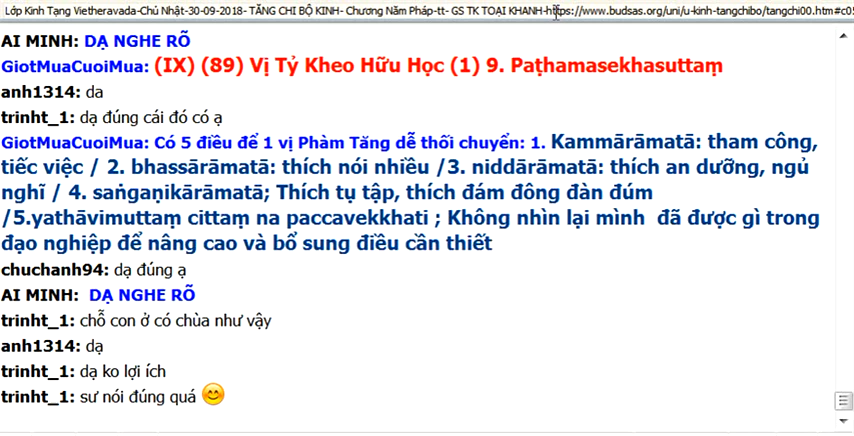 Lớp Kinh Tạng Vietheravada-Chủ Nhật-30-09-2018- TĂNG CHI BỘ KINH- Chương Năm Pháp-tt- GS TK TOẠI KHANH-https://www.budsas.org/uni/u-kinh-tangchibo/tangchi00.htm#c05
AI MINH: DẠ NGHE RÕ
GiotMuaCuoiMua: (IX) (89) Vị Tỷ Kheo Hữu Học (1) 9. Paṭhamasekhasuttaṃ
anh1314: da
trinht_1: dạ đúng cái đó có ạ
GiotMuaCuoiMua: Có 5 điều để 1 vị Phàm Tăng dễ thối chuyển: 1. Kammārāmatā: tham công,
tiếc việc / 2. bhassārāmatā: thích nói nhiều /3. niddārāmatā: thích an dưỡng, ngủ
nghĩ / 4. saṅgaṇikārāmatā; Thích tụ tập, thích đám đông đàn đúm
/5.yathāvimuttaṃ cittaṃ na paccavekkhati ; Không nhìn lại mình đã được gì trong
đạo nghiệp để nâng cao và bổ sung điều cần thiết
chuchanh94: dạ đúng ạ
AI MINH: DẠ NGHE RÕ
trinht_1: chỗ con ở có chùa như vậy
anh1314: dạ
trinht_1: dạ ko lợi ích
trinht_1: sư nói đúng quá 😊